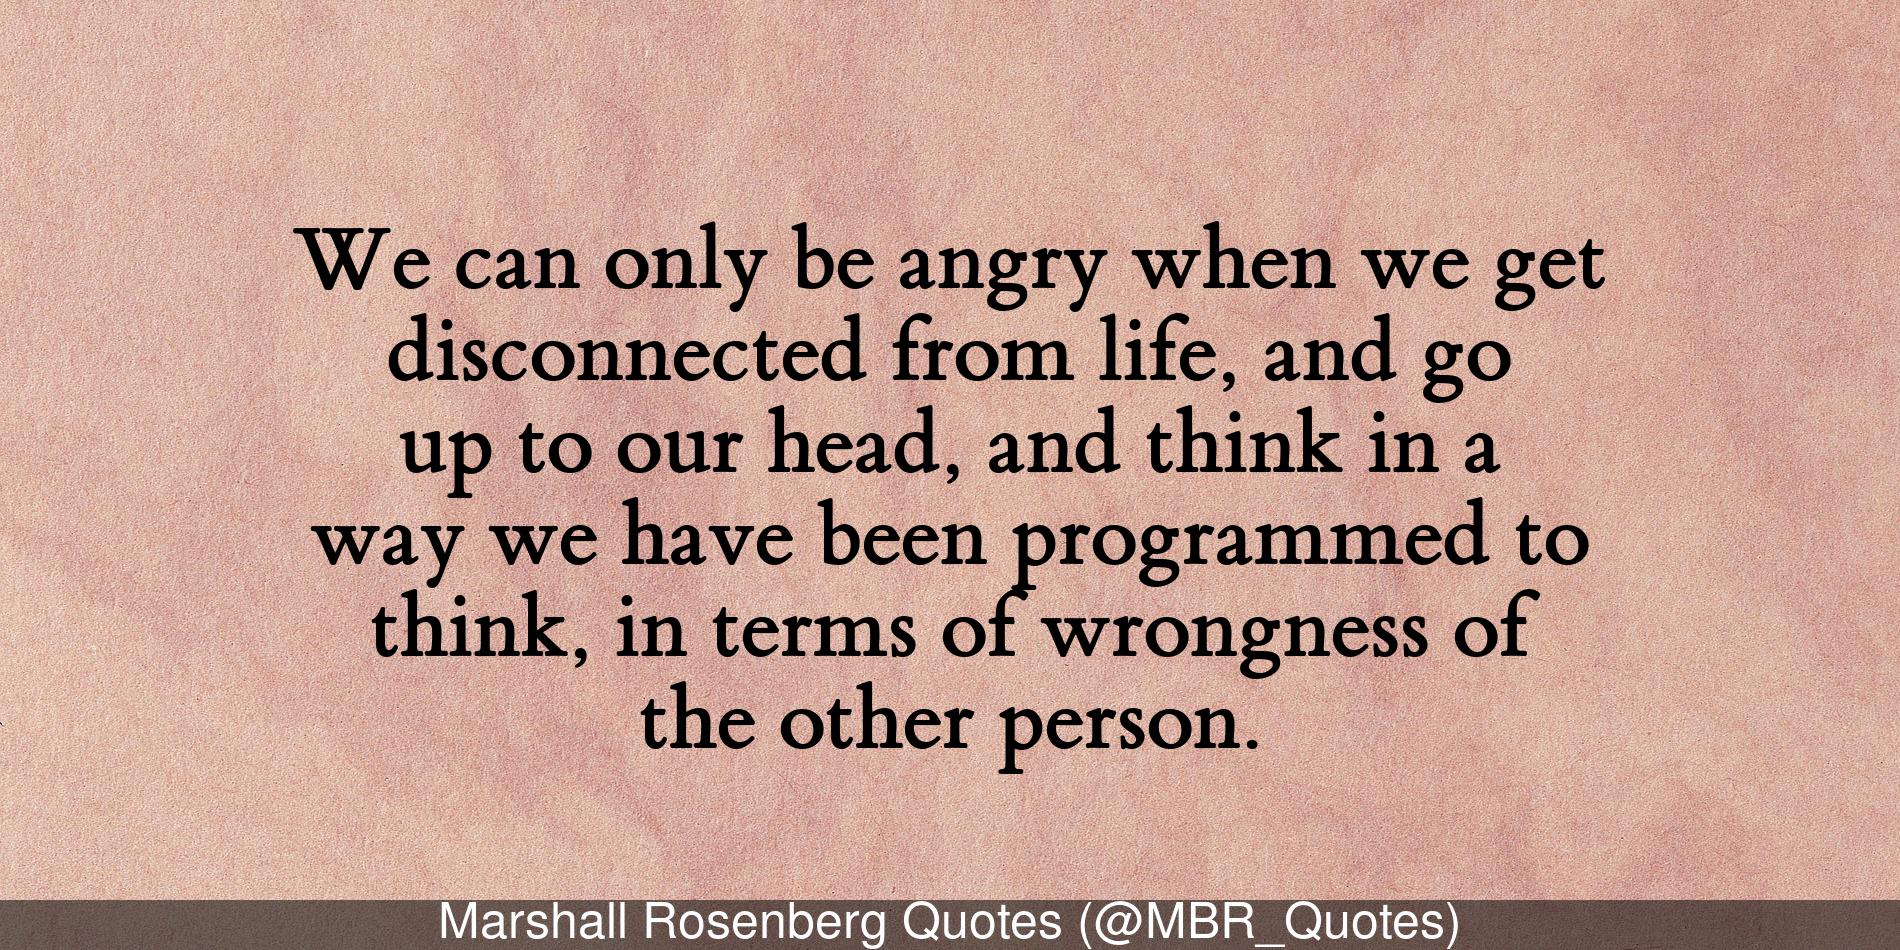 We can only be angry when we get
disconnected from life, and go
up to our head, and think in a
way we have been programmed to
think, in terms of wrongness of
the other person.
Marshall Rosenberg Quotes (@MBR_Quotes)